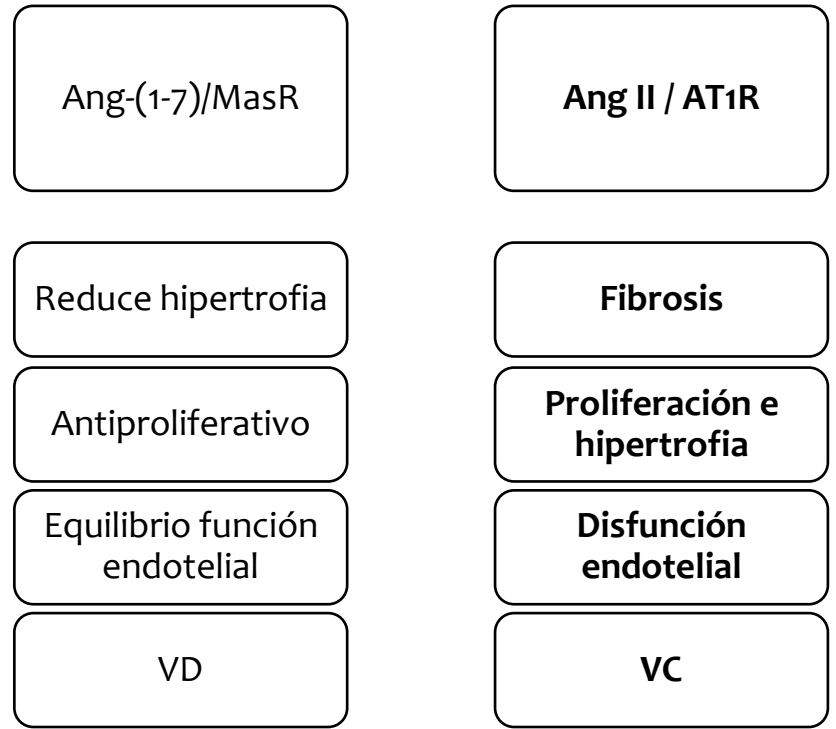 Ang-(1-7)/MasR
Ang II / AT1R
Reduce hipertrofia
Fibrosis
Antiproliferativo
Proliferación e
hipertrofia
Equilibrio función
endotelial
Disfunción
endotelial
VD
VC